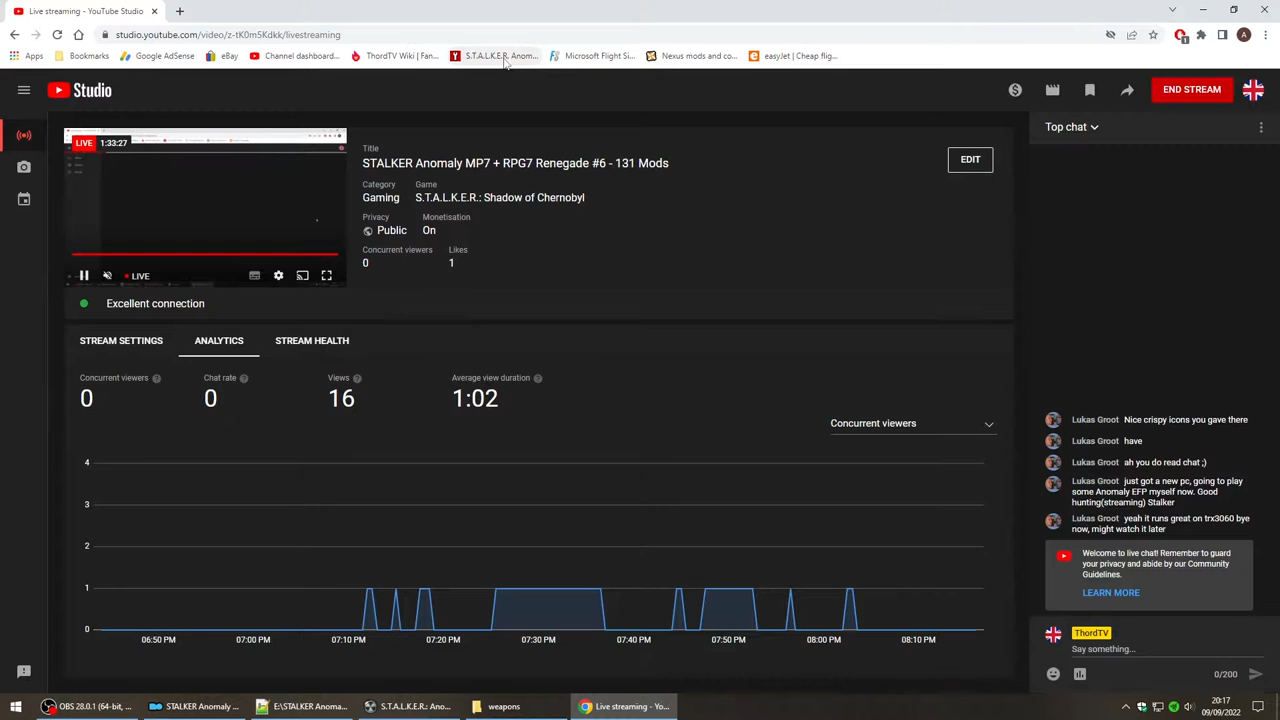 Live streaming - YouTube Studio
studio.youtube.com/video/z-tK0m5Kdkk/livestreaming
1
A
Apps
Bookmarks
Google AdSense
eBay
Channel dashboard...
ThordTV Wiki | Fan...
S.T.A.L.K.E.R. Anom...
Microsoft Flight Si...
Nexus mods and co...
easyJet | Cheap flig...
Studio
END STREAM
LIVE 1:33:27
LIVE
Title
STALKER Anomaly MP7 + RPG7 Renegade #6 - 131 Mods
EDIT
Category Game
Gaming S.T.A.L.K.E.R.: Shadow of Chernobyl
Privacy Monetisation
Public On
Concurrent viewers Likes
0 1
Excellent connection
STREAM SETTINGS ANALYTICS STREAM HEALTH
Concurrent viewers Chat rate Views Average view duration
0 0 16 1:02
Concurrent viewers
4
3
2
1
0
06:50 PM 07:00 PM 07:10 PM 07:20 PM 07:30 PM 07:40 PM 07:50 PM 08:00 PM 08:10 PM
Top chat
Lukas Groot Nice crispy icons you gave there
Lukas Groot have
Lukas Groot ah you do read chat ;)
Lukas Groot just got a new pc, going to play
some Anomaly EFP myself now. Good
hunting(streaming) Stalker
Lukas Groot yeah it runs great on trx3060 bye
now, might watch it later
Welcome to live chat! Remember to guard
your privacy and abide by our Community
Guidelines.
LEARN MORE
ThordTV
Say something...
0/200
OBS 28.0.1 (64-bit, ...
STALKER Anomaly ...
E:\STALKER Anoma...
S.T.A.L.K.E.R.: Ano...
weapons
Live streaming - Yo...
20:17
09/09/2022